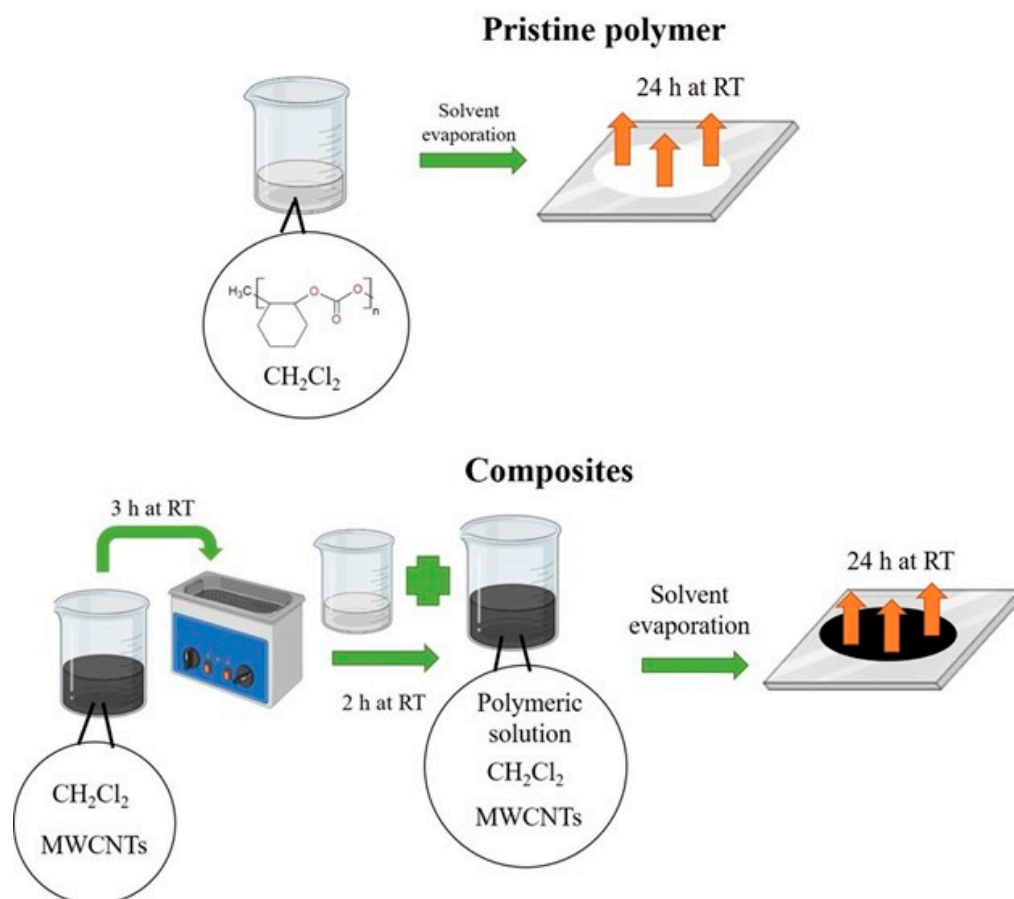 Pristine polymer
Solvent
evaporation
24 h at RT
H₃C
O
O
O
n
CH₂Cl₂
Composites
3 h at RT
2 h at RT
Solvent
evaporation
24 h at RT
CH₂Cl₂
MWCNTs
Polymeric
solution
CH₂Cl₂
MWCNTs